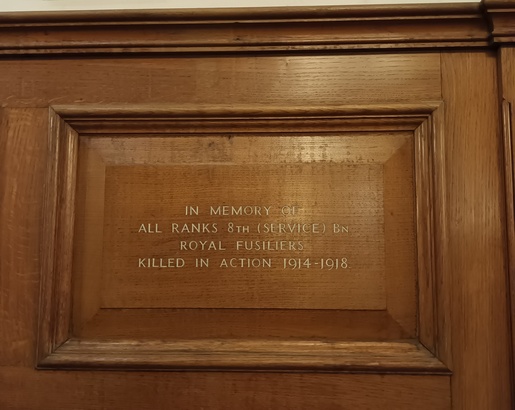 IN MEMORY OF
ALL RANKS 8TH (SERVICE) BN
ROYAL FUSILIERS
KILLED IN ACTION 1914-1918.